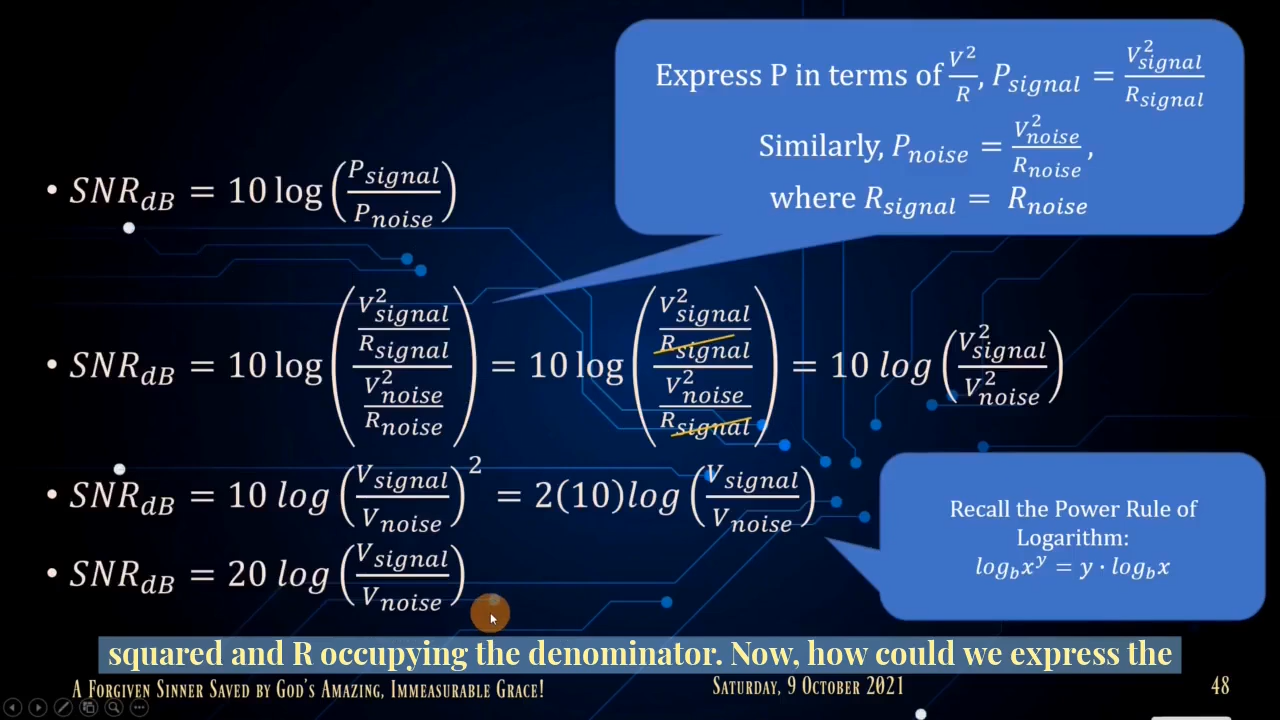 Express P in terms of V²/R, P_signal = V²_signal/R_signal
Similarly, P_noise = V²_noise/R_noise,
where R_signal = R_noise
• SNR_dB = 10 log (P_signal/P_noise)
• SNR_dB = 10 log ((V²_signal/R_signal)/(V²_noise/R_noise)) = 10 log ((V²_signal/R_signal)/(V²_noise/R_signal)) = 10 log (V²_signal/V²_noise)
• SNR_dB = 10 log (V_signal/V_noise)² = 2(10)log (V_signal/V_noise)
• SNR_dB = 20 log (V_signal/V_noise)
Recall the Power Rule of
Logarithm:
log_b x^y = y · log_b x
squared and R occupying the denominator. Now, how could we express the
A Forgiven Sinner Saved by God's Amazing, Immeasurable Grace!
Saturday, 9 October 2021
48